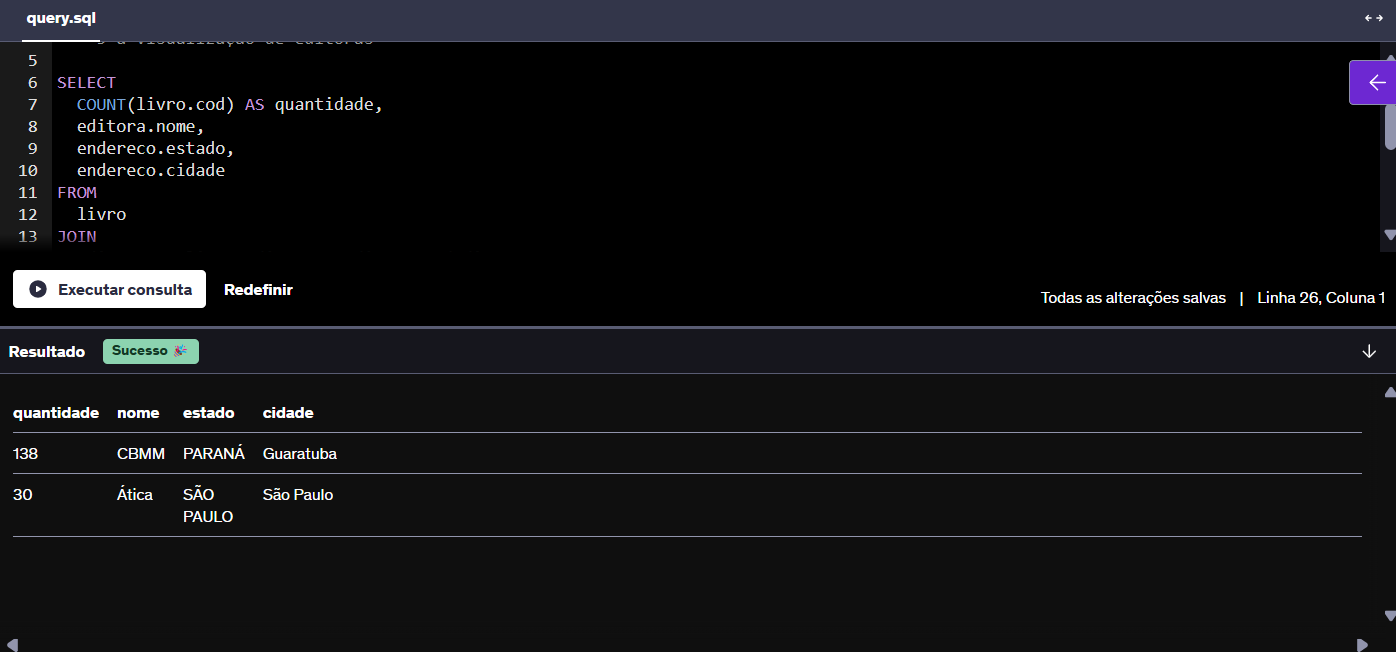 query.sql
5
6 SELECT
7 COUNT(livro.cod) AS quantidade,
8 editora.nome,
9 endereco.estado,
10 endereco.cidade
11 FROM
12 livro
13 JOIN
Executar consulta Redefinir
Todas as alterações salvas | Linha 26, Coluna 1
Resultado Sucesso 🎉
quantidade nome estado cidade
138 CBMM PARANÁ Guaratuba
30 Ática SÃO São Paulo
PAULO